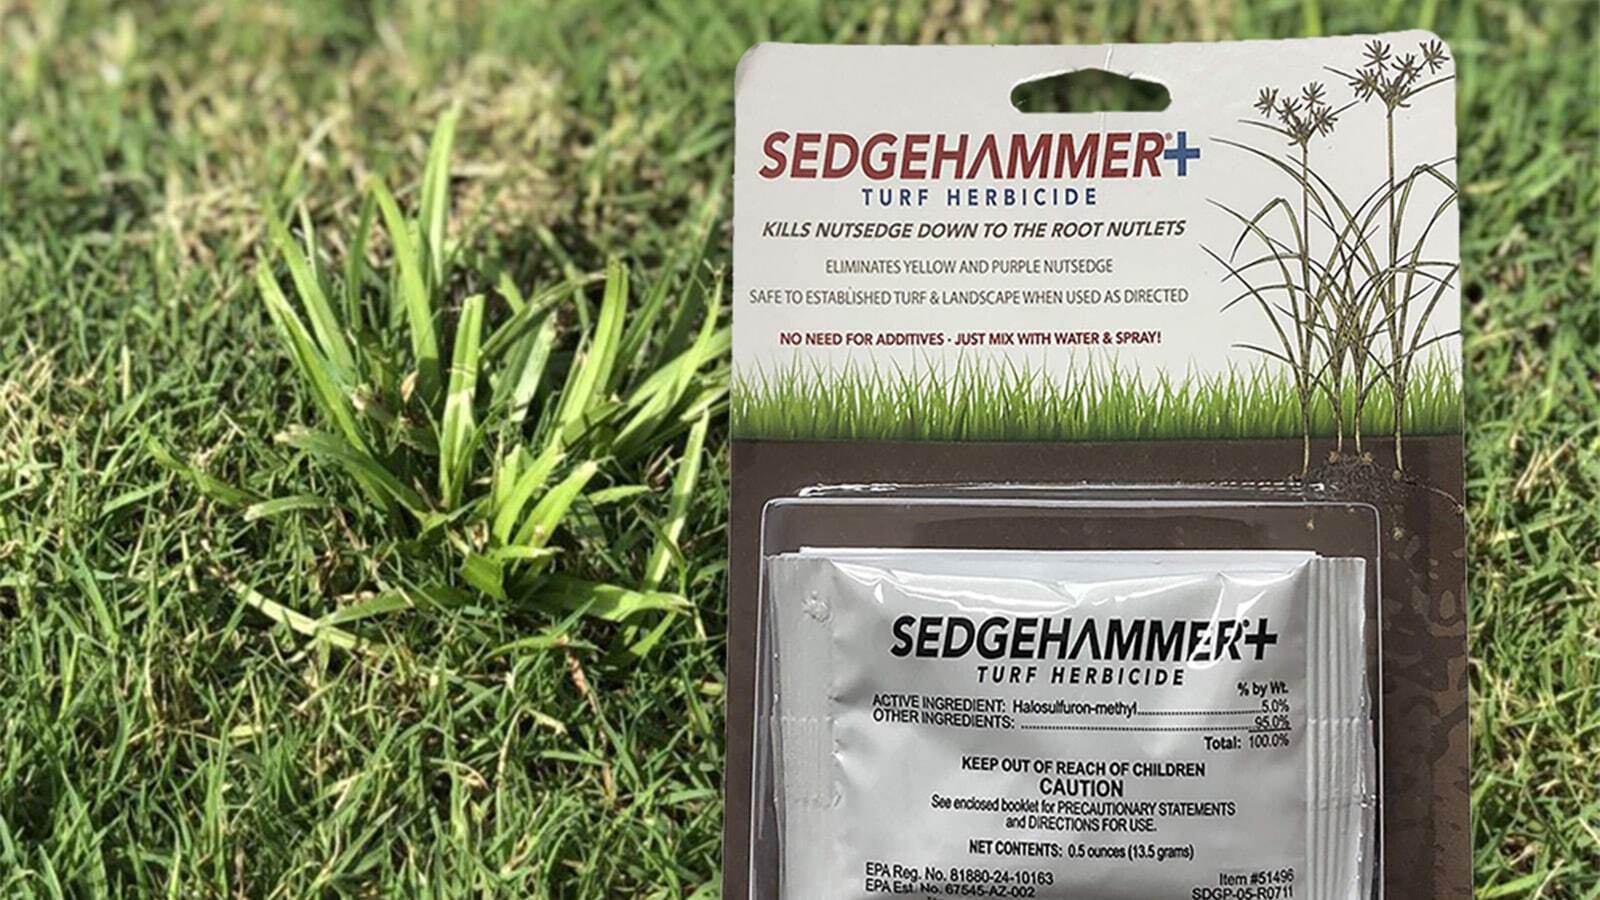 SEDGEHAMMER®+
TURF HERBICIDE
KILLS NUTSEDGE DOWN TO THE ROOT NUTLETS
ELIMINATES YELLOW AND PURPLE NUTSEDGE
SAFE TO ESTABLISHED TURF & LANDSCAPE WHEN USED AS DIRECTED
NO NEED FOR ADDITIVES - JUST MIX WITH WATER & SPRAY!
SEDGEHAMMER®+
TURF HERBICIDE
% by Wt.
ACTIVE INGREDIENT: Halosulfuron-methyl 5.0%
OTHER INGREDIENTS: 95.0%
Total: 100.0%
KEEP OUT OF REACH OF CHILDREN
CAUTION
See enclosed booklet for PRECAUTIONARY STATEMENTS
and DIRECTIONS FOR USE.
NET CONTENTS: 0.5 ounces (13.5 grams)
EPA Reg. No. 81880-24-10163 Item #51496
EPA Est. No. 67545-AZ-002 SDGP-05-R0711